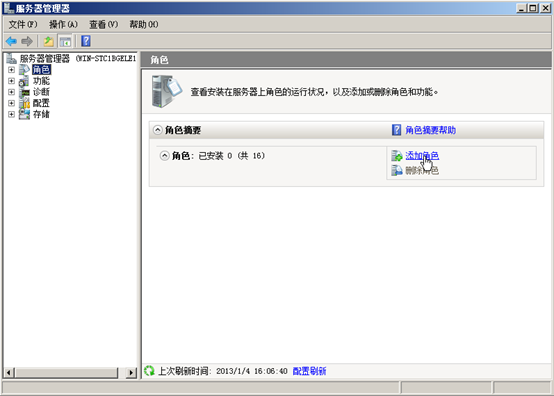 服务器管理器
文件(F) 操作(A) 查看(V) 帮助(H)
服务器管理器 (WIN-STC1BGELE1
角色
功能
诊断
配置
存储
角色
查看安装在服务器上角色的运行状况，以及添加或删除角色和功能。
角色摘要
角色摘要帮助
角色: 已安装 0 (共 16)
添加角色
删除角色
上次刷新时间: 2013/1/4 16:06:40 配置刷新